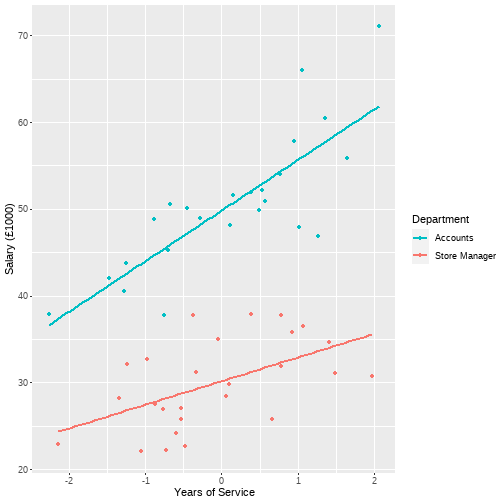 70
60
50
40
30
20
Salary (£1000)
-2 -1 0 1 2
Years of Service
Department
Accounts
Store Manager